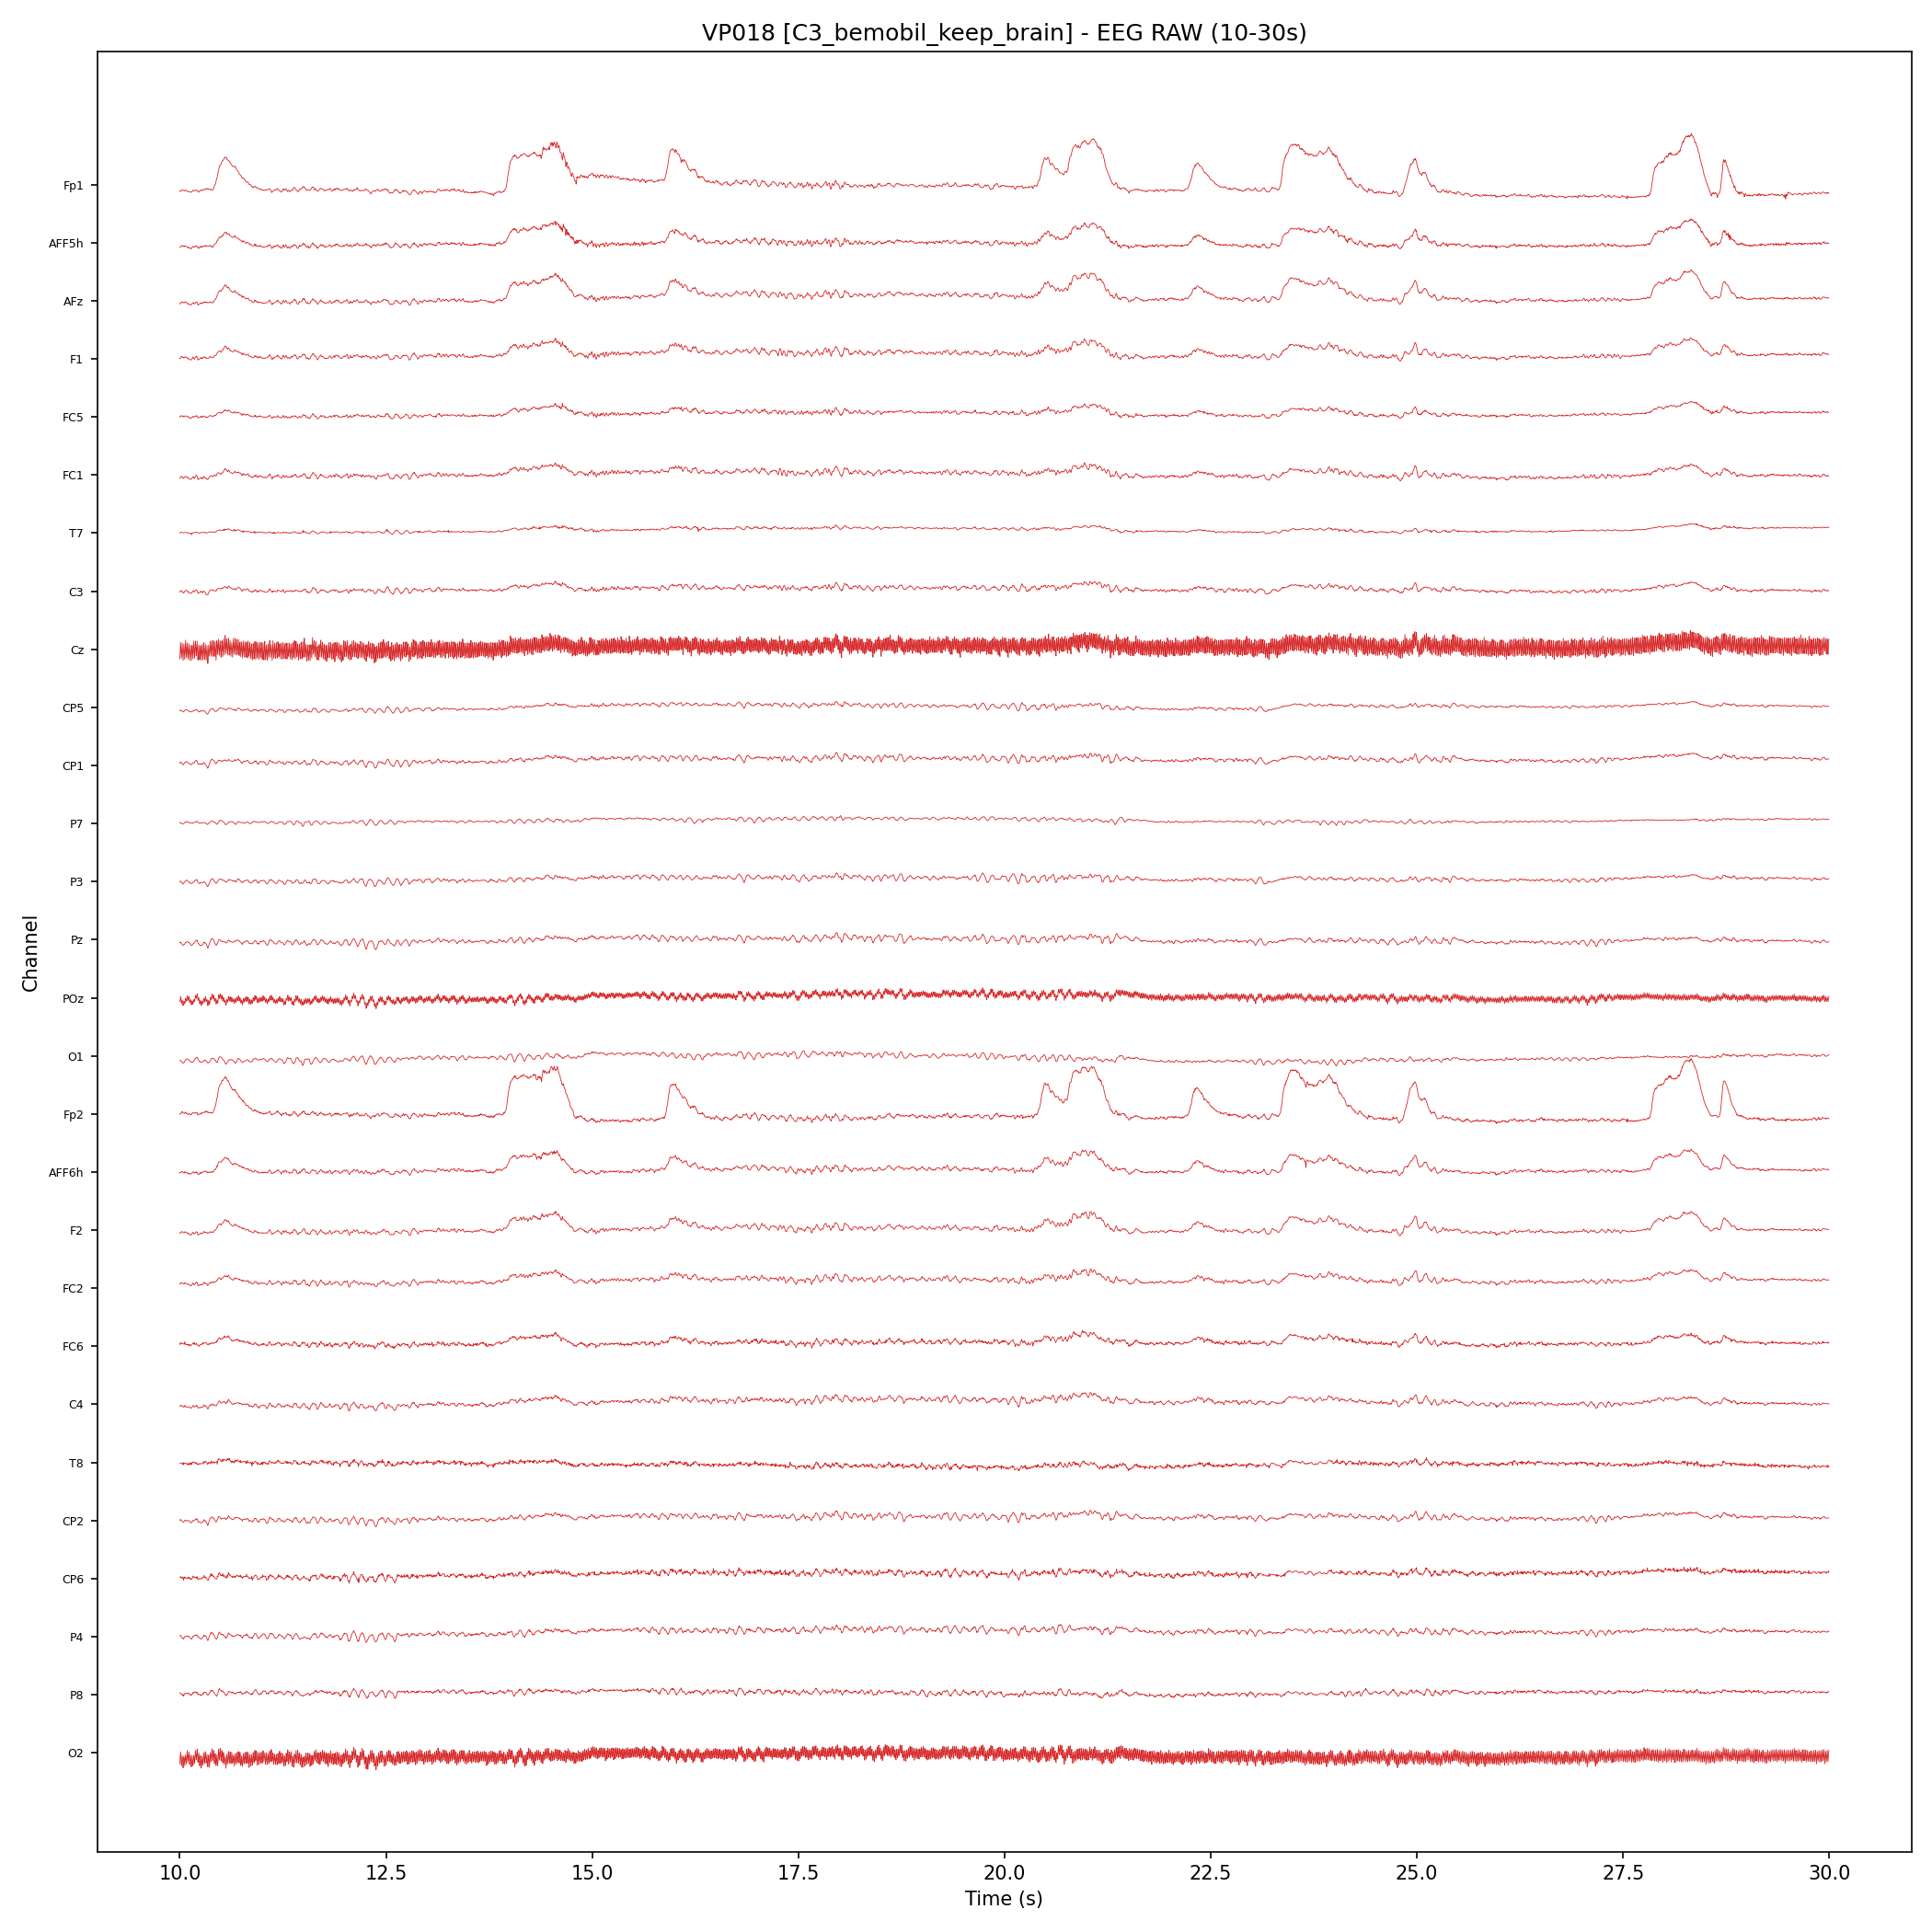 VP018 [C3_bemobil_keep_brain] - EEG RAW (10-30s)
Channel
Fp1
AFF5h
AFz
F1
FC5
FC1
T7
C3
Cz
CP5
CP1
P7
P3
Pz
POz
O1
Fp2
AFF6h
F2
FC2
FC6
C4
T8
CP2
CP6
P4
P8
O2
10.0 12.5 15.0 17.5 20.0 22.5 25.0 27.5 30.0
Time (s)